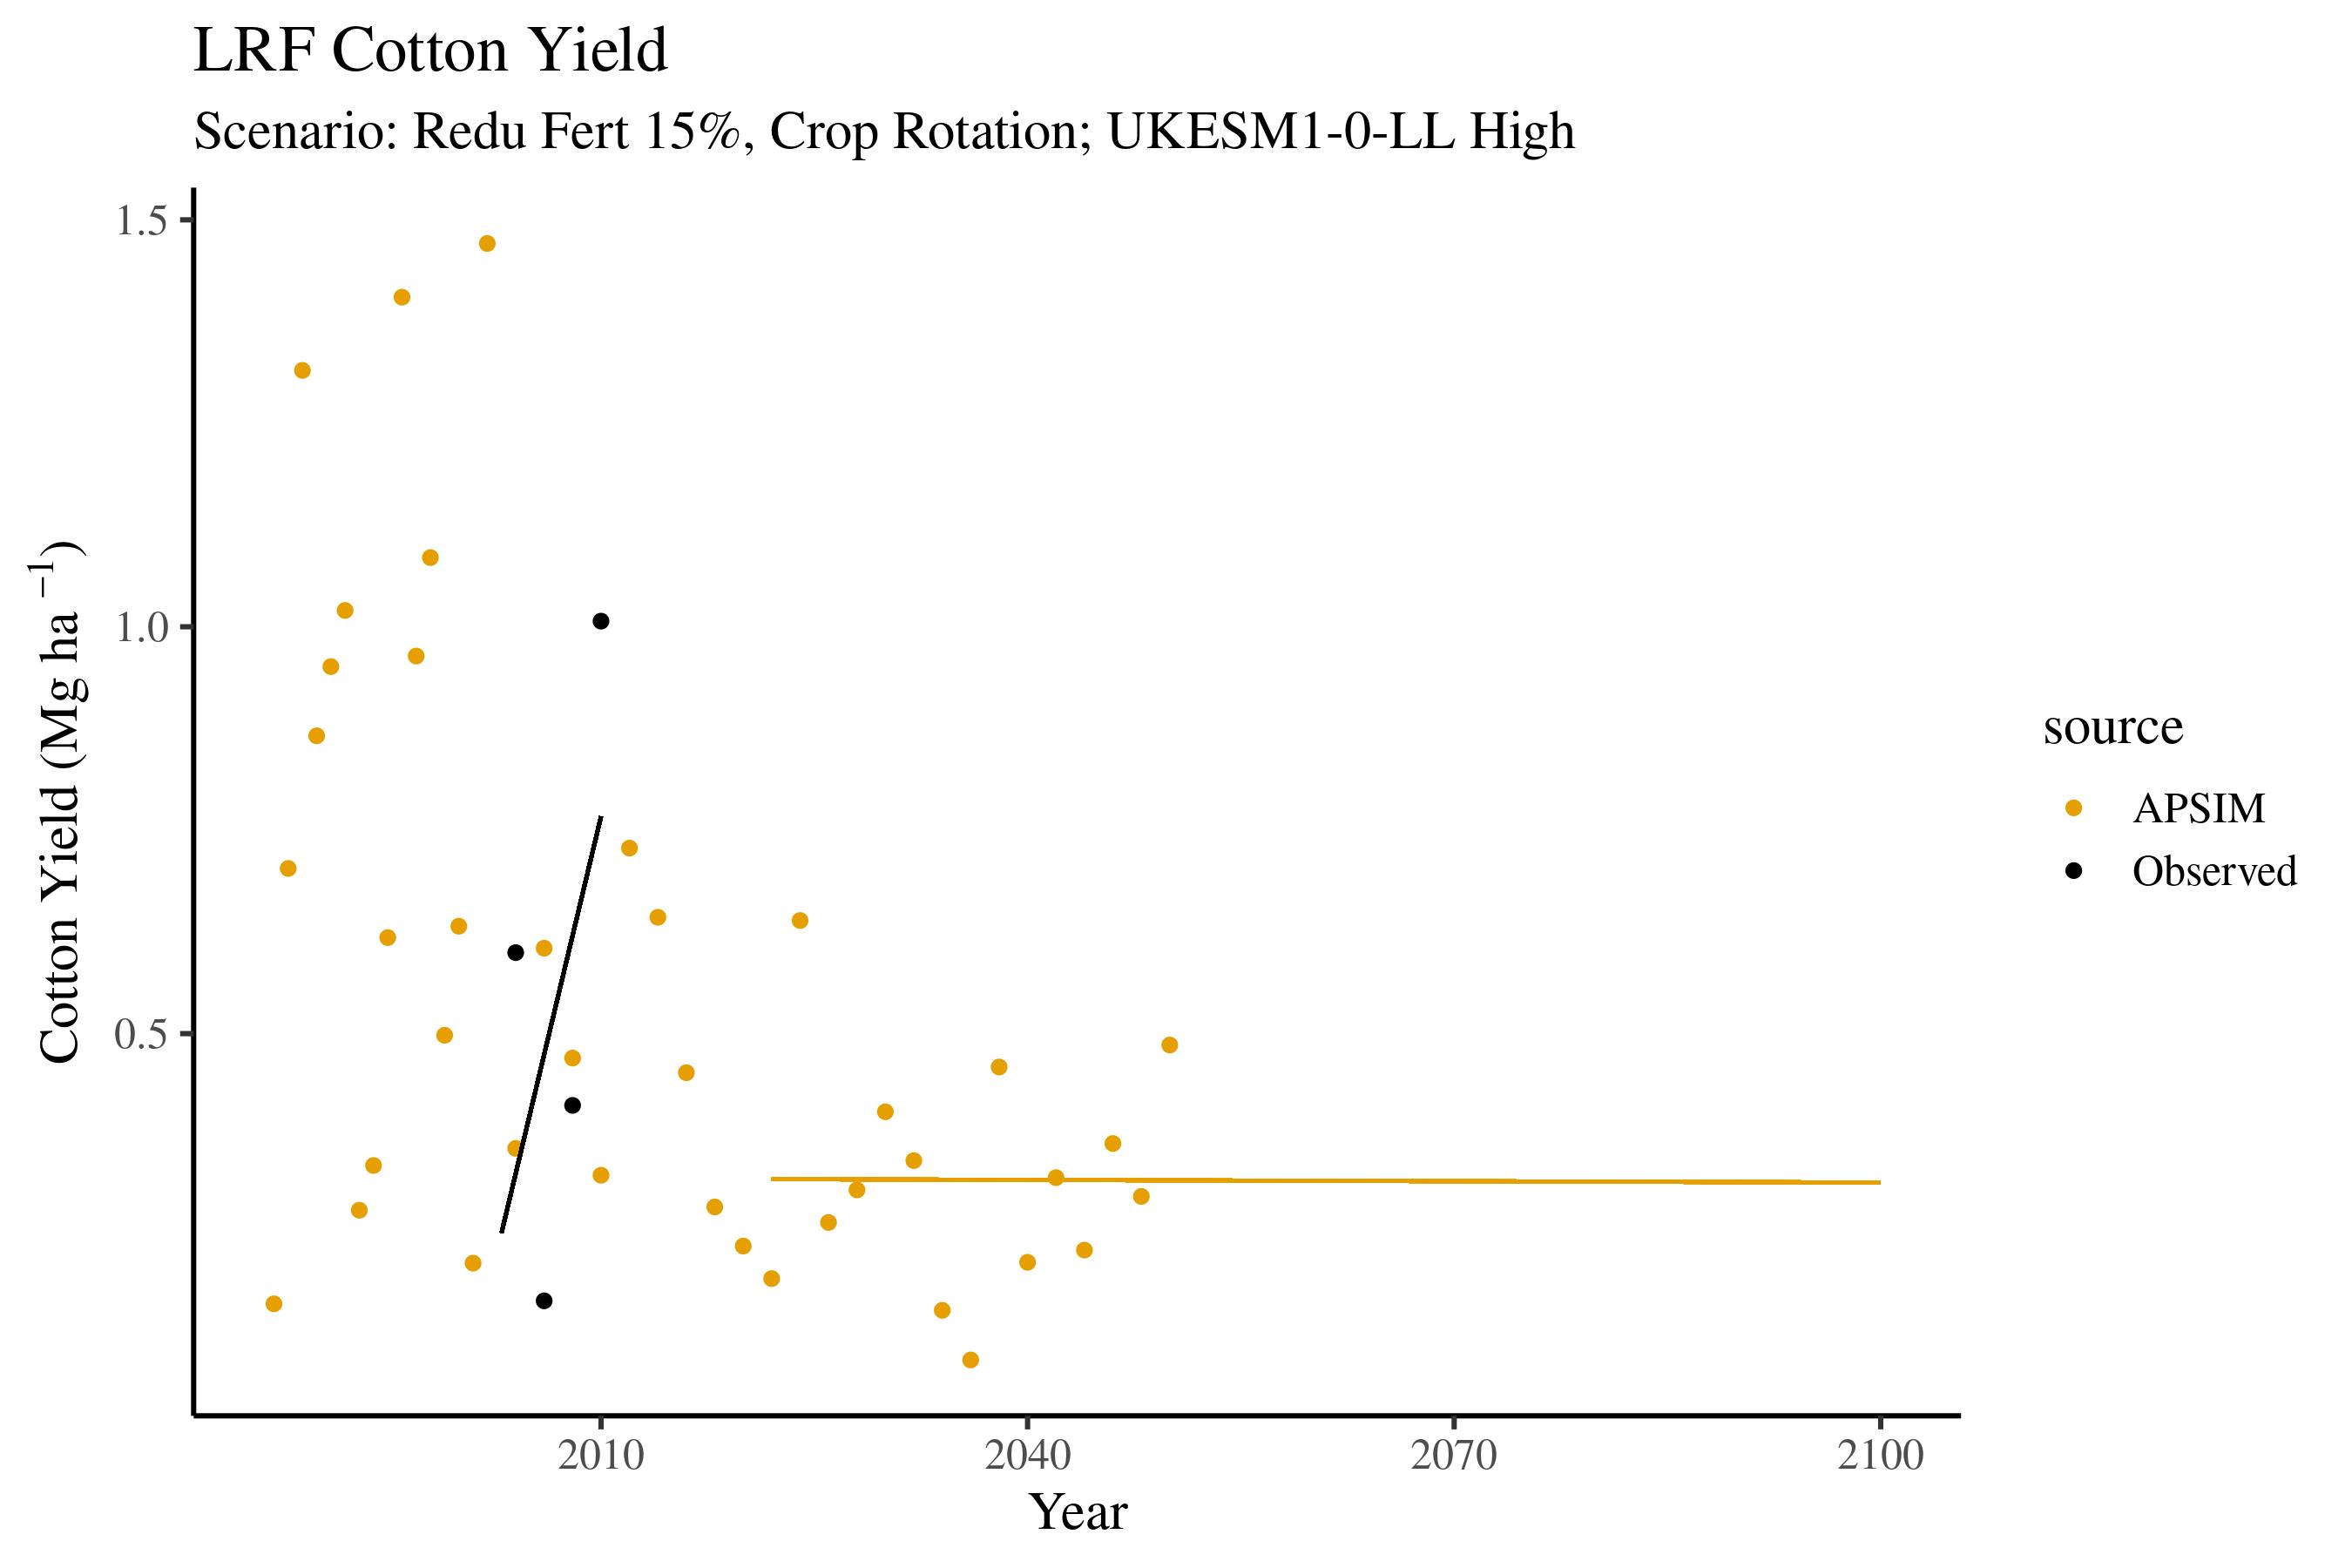 LRF Cotton Yield
Scenario: Redu Fert 15%, Crop Rotation; UKESM1-0-LL High
Cotton Yield (Mg ha⁻¹)
1.5
1.0
0.5
2010
2040
2070
2100
Year
source
APSIM
Observed